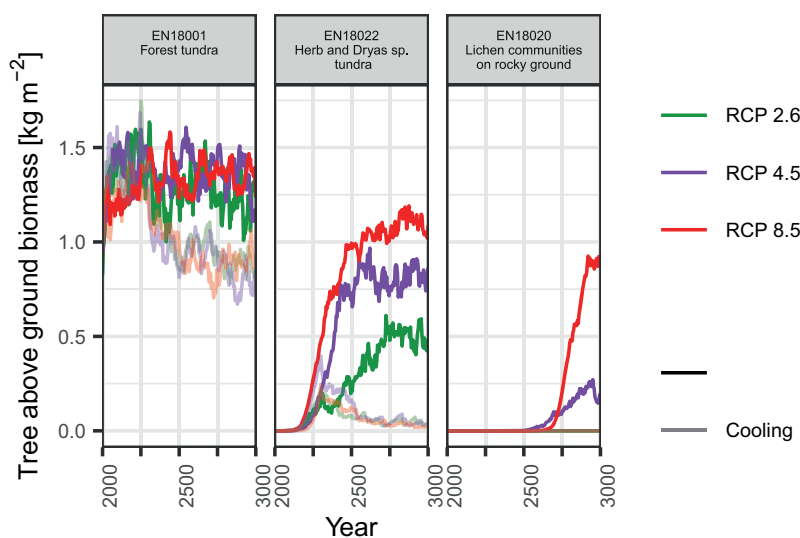 EN18001
Forest tundra
EN18022
Herb and Dryas sp.
tundra
EN18020
Lichen communities
on rocky ground
Tree above ground biomass [kg m⁻²]
1.5
1.0
0.5
0.0
2000
2500
3000
2000
2500
3000
2000
2500
3000
Year
RCP 2.6
RCP 4.5
RCP 8.5
Cooling